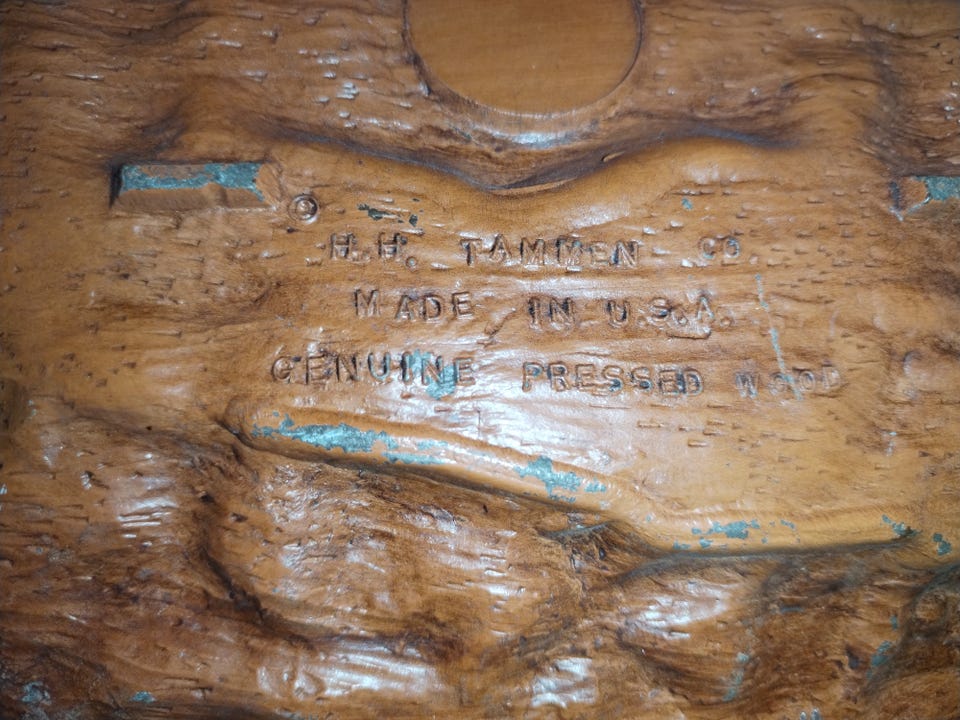 H.H. TAMMEN CO.
MADE IN U.S.A.
GENUINE PRESSED WOOD